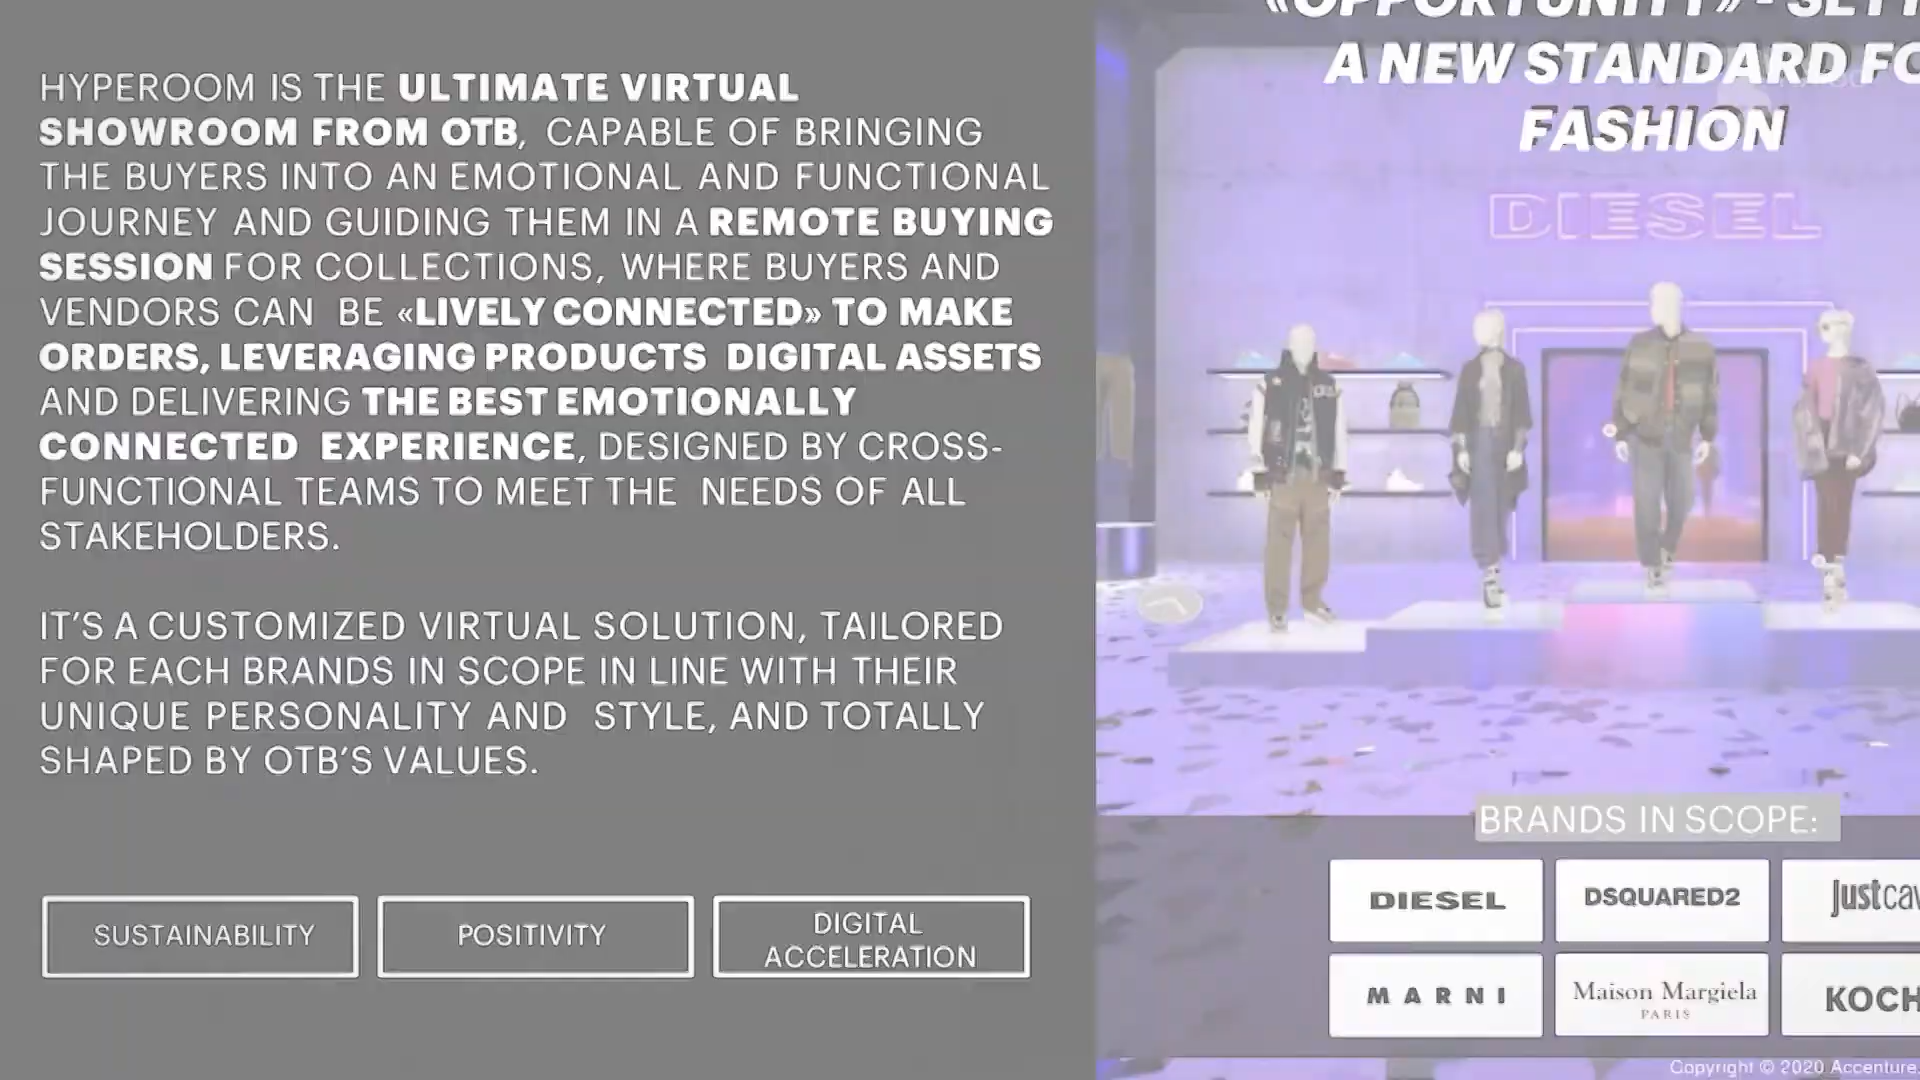 HYPEROOM IS THE ULTIMATE VIRTUAL
SHOWROOM FROM OTB, CAPABLE OF BRINGING
THE BUYERS INTO AN EMOTIONAL AND FUNCTIONAL
JOURNEY AND GUIDING THEM IN A REMOTE BUYING
SESSION FOR COLLECTIONS, WHERE BUYERS AND
VENDORS CAN BE «LIVELY CONNECTED» TO MAKE
ORDERS, LEVERAGING PRODUCTS DIGITAL ASSETS
AND DELIVERING THE BEST EMOTIONALLY
CONNECTED EXPERIENCE, DESIGNED BY CROSS-
FUNCTIONAL TEAMS TO MEET THE NEEDS OF ALL
STAKEHOLDERS.
IT'S A CUSTOMIZED VIRTUAL SOLUTION, TAILORED
FOR EACH BRANDS IN SCOPE IN LINE WITH THEIR
UNIQUE PERSONALITY AND STYLE, AND TOTALLY
SHAPED BY OTB'S VALUES.
SUSTAINABILITY
POSITIVITY
DIGITAL
ACCELERATION
«OPPORTUNITY» -
A NEW STANDARD
FASHION
DIESEL
BRANDS IN SCOPE:
DIESEL
DSQUARED2
Just
MARNI
Maison Margiela
PARIS
Copyright © 2020 Accenture.